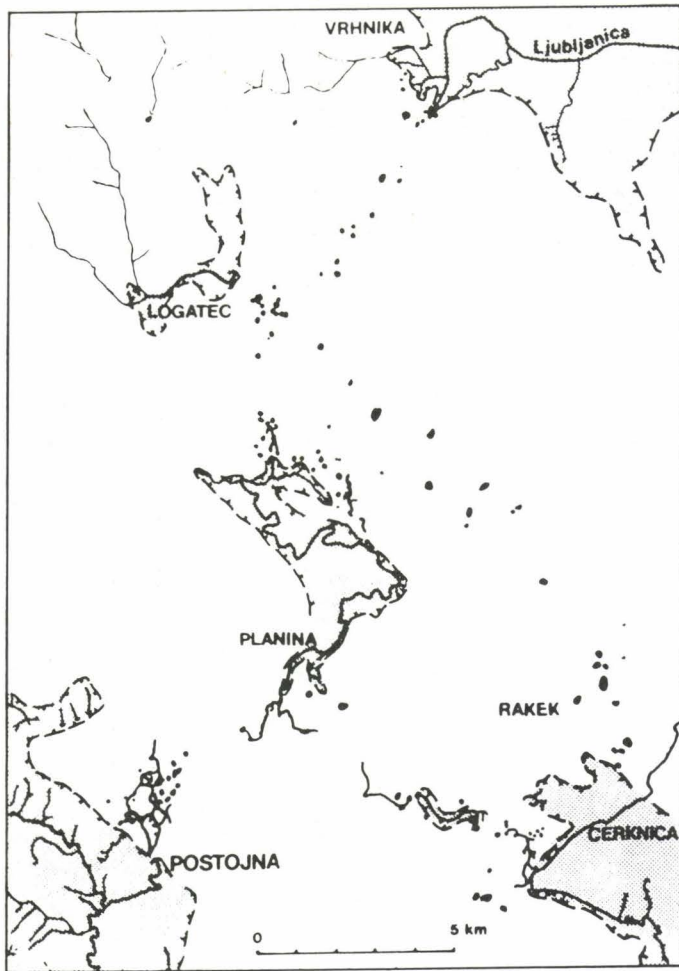 VRHNIKA
Ljubljanica
LOGATEC
PLANINA
RAKEK
CERKNICA
POSTOJNA
0 5 km